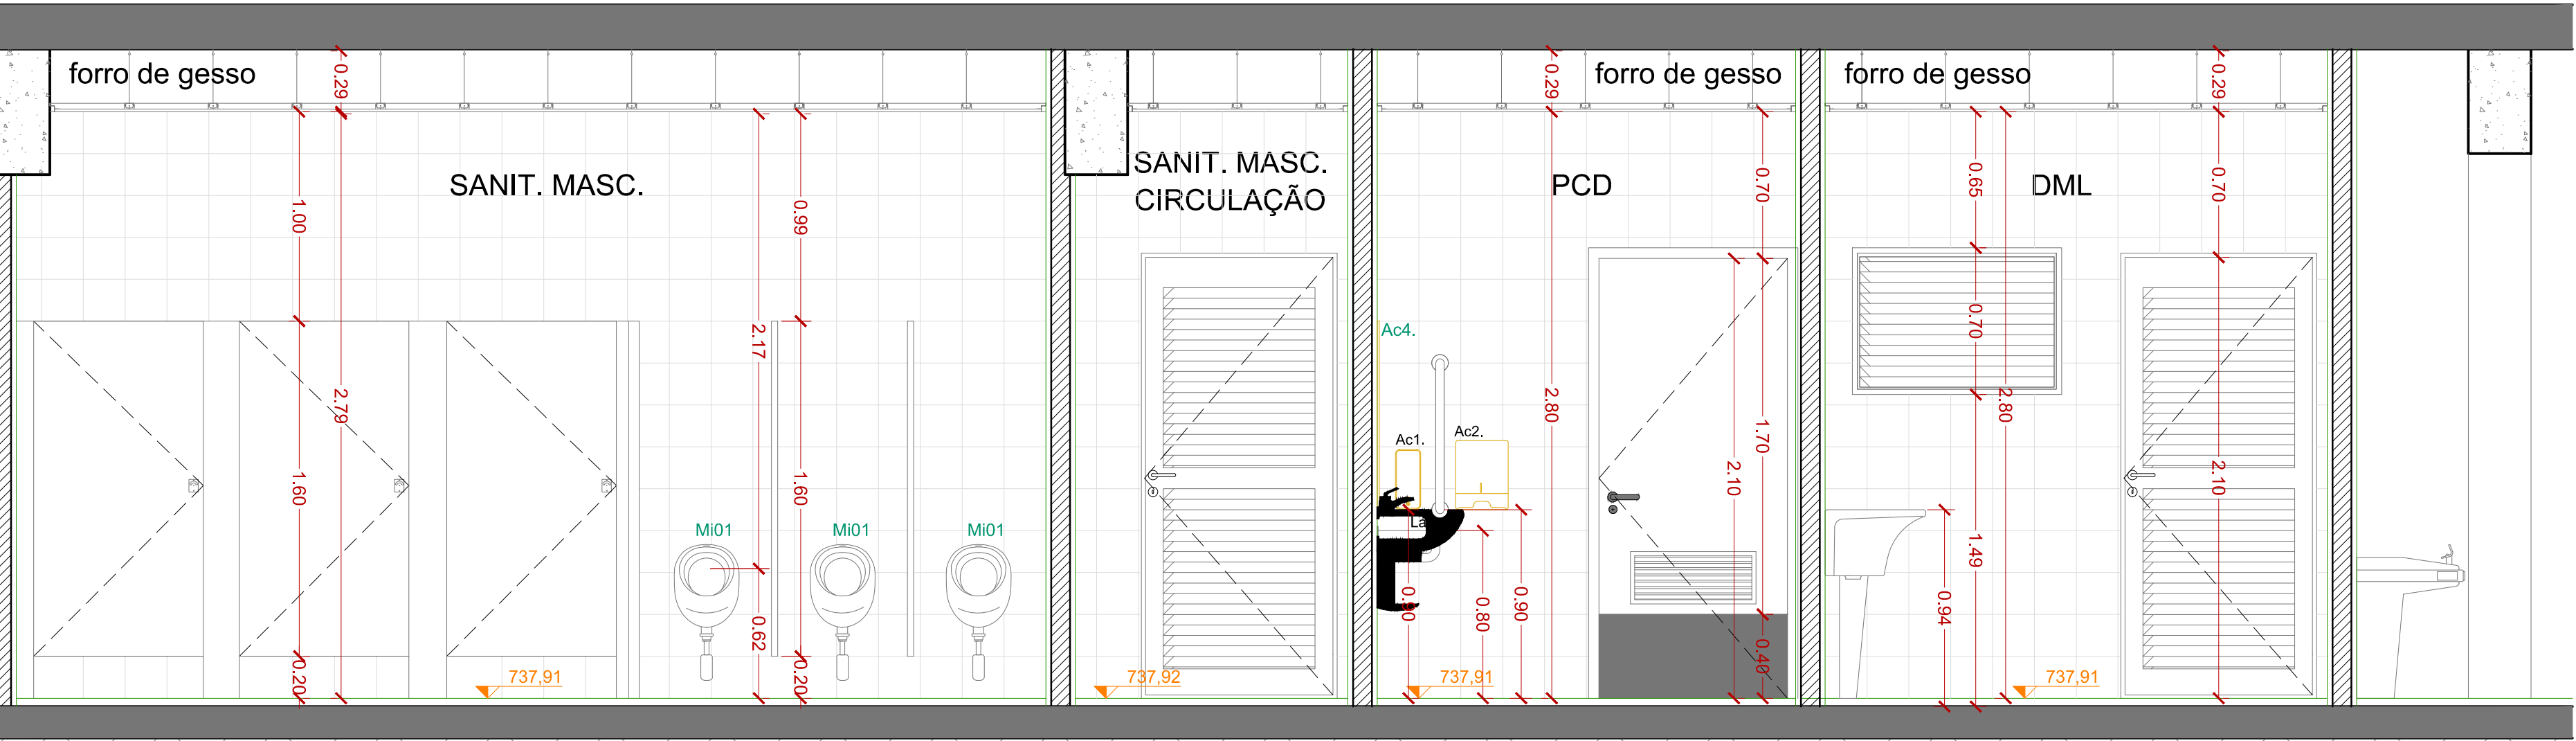 forro de gesso
0.29
forro de gesso
0.29
forro de gesso
0.29
SANIT. MASC.
1.00
2.79
1.60
0.20
2.17
0.62
0.99
1.60
0.20
Mi01
Mi01
Mi01
737,91
SANIT. MASC.
CIRCULAÇÃO
737,92
PCD
Ac4.
Ac1.
Ac2.
La
0.80
0.90
2.80
0.70
1.70
2.10
0.40
737,91
DML
0.65
0.70
1.49
2.80
0.94
0.70
2.10
737,91